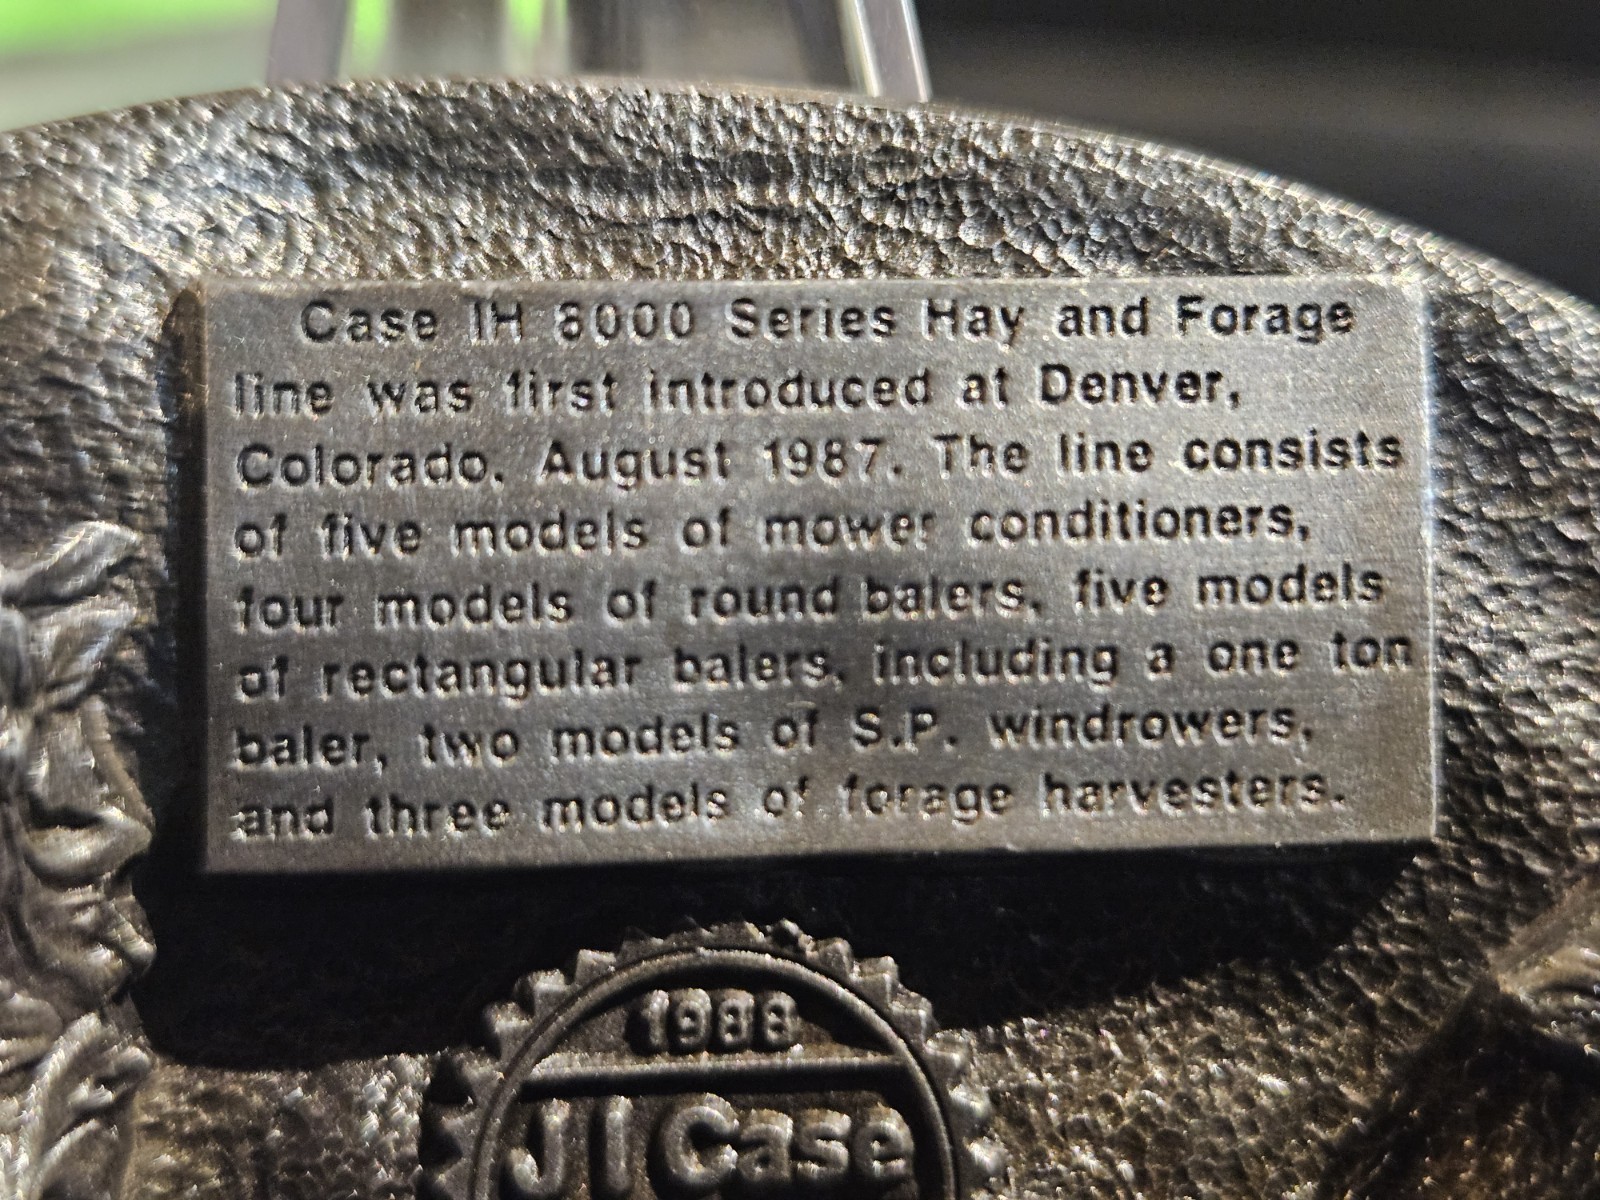 Case IH 8000 Series Hay and Forage
line was first introduced at Denver,
Colorado. August 1987. The line consists
of five models of mower conditioners,
four models of round balers, five models
of rectangular balers, including a one ton
baler, two models of S.P. windrowers,
and three models of forage harvesters.
1988
J I Case